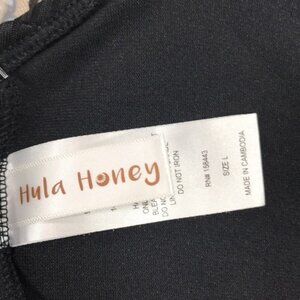 Hula Honey
DO NOT IRON
RN# 158443
SIZE L
MADE IN CAMBODIA